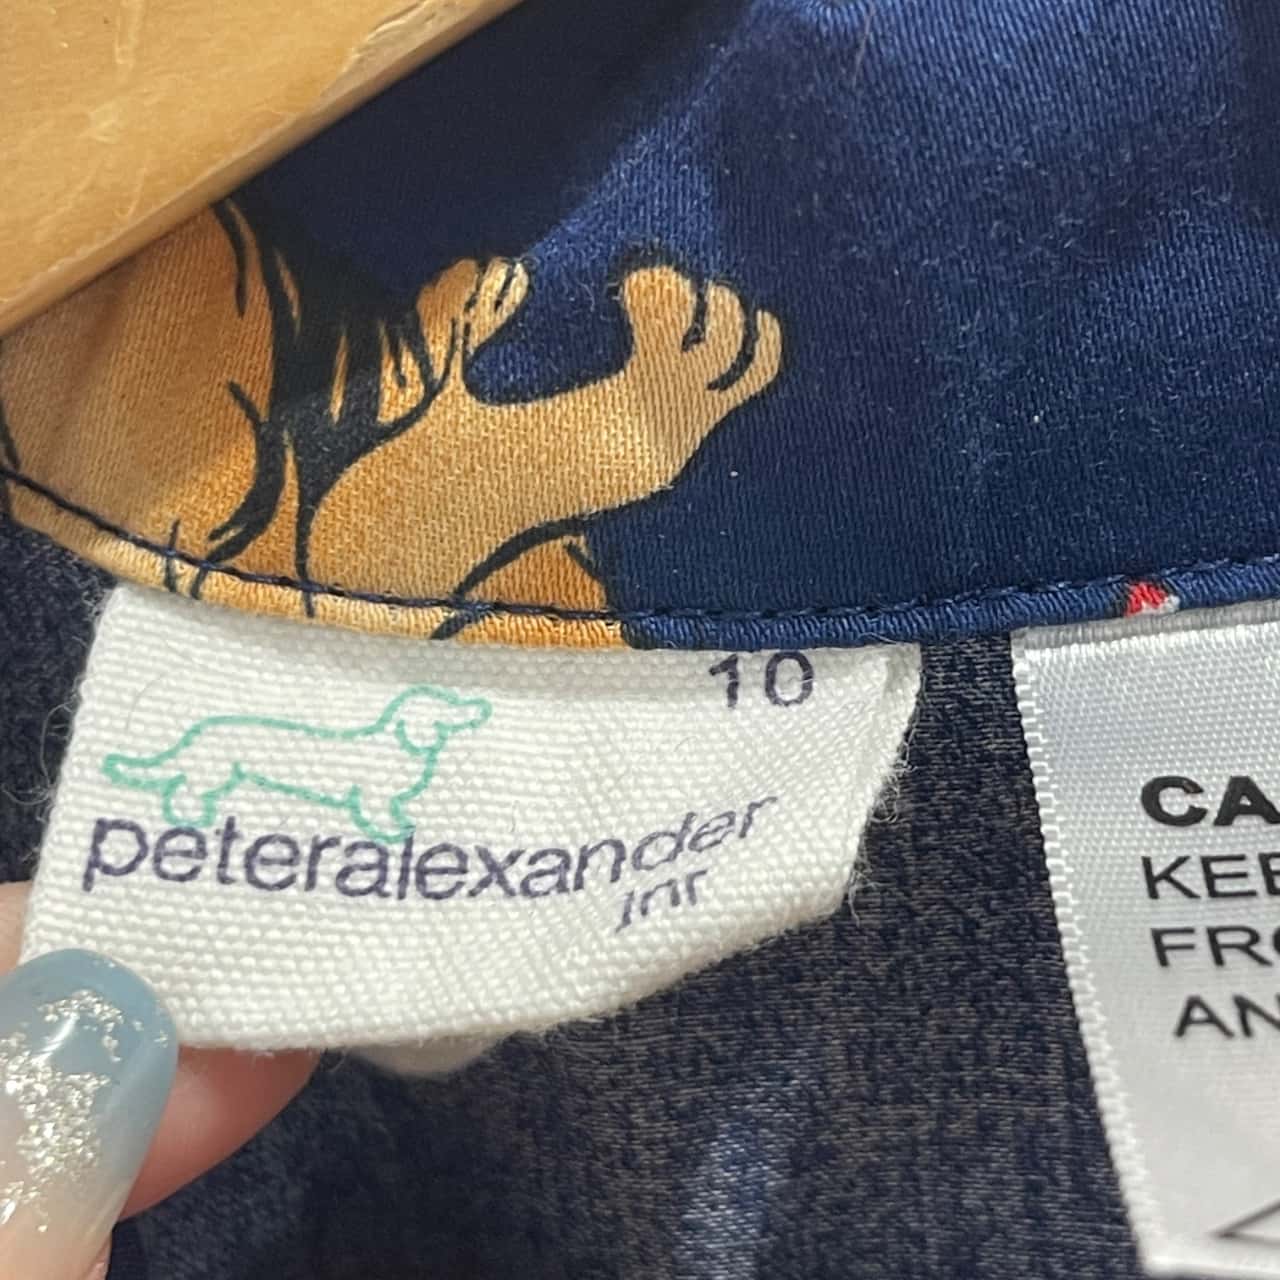 10
peteralexander
jnr
CA
KEE
FRO
AN